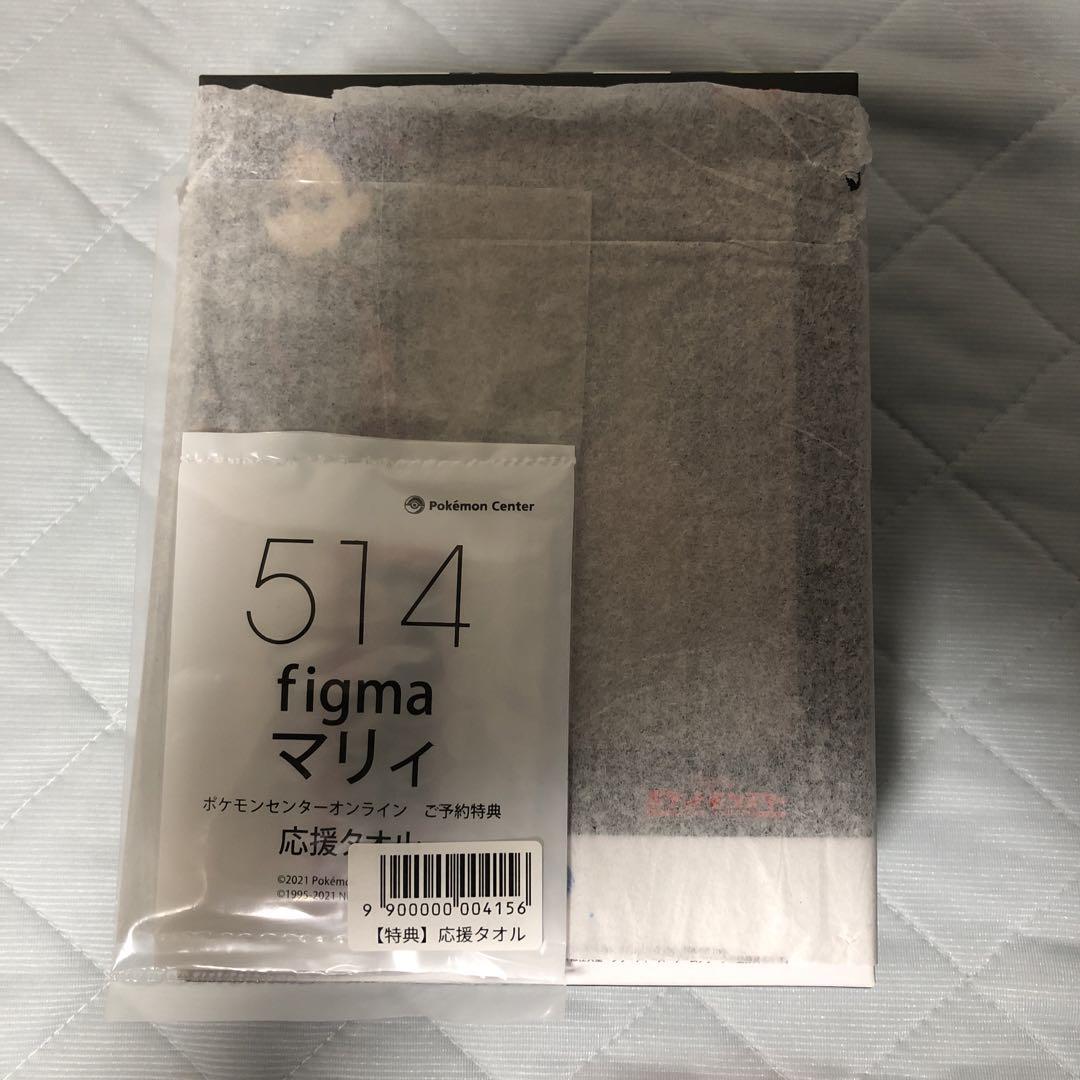 Pokémon Center
514
figma
マリィ
ポケモンセンターオンライン ご予約特典
応援タオル
©2021 Pokémo
©1995-2021 Ni
9 900000 004156
【特典】応援タオル